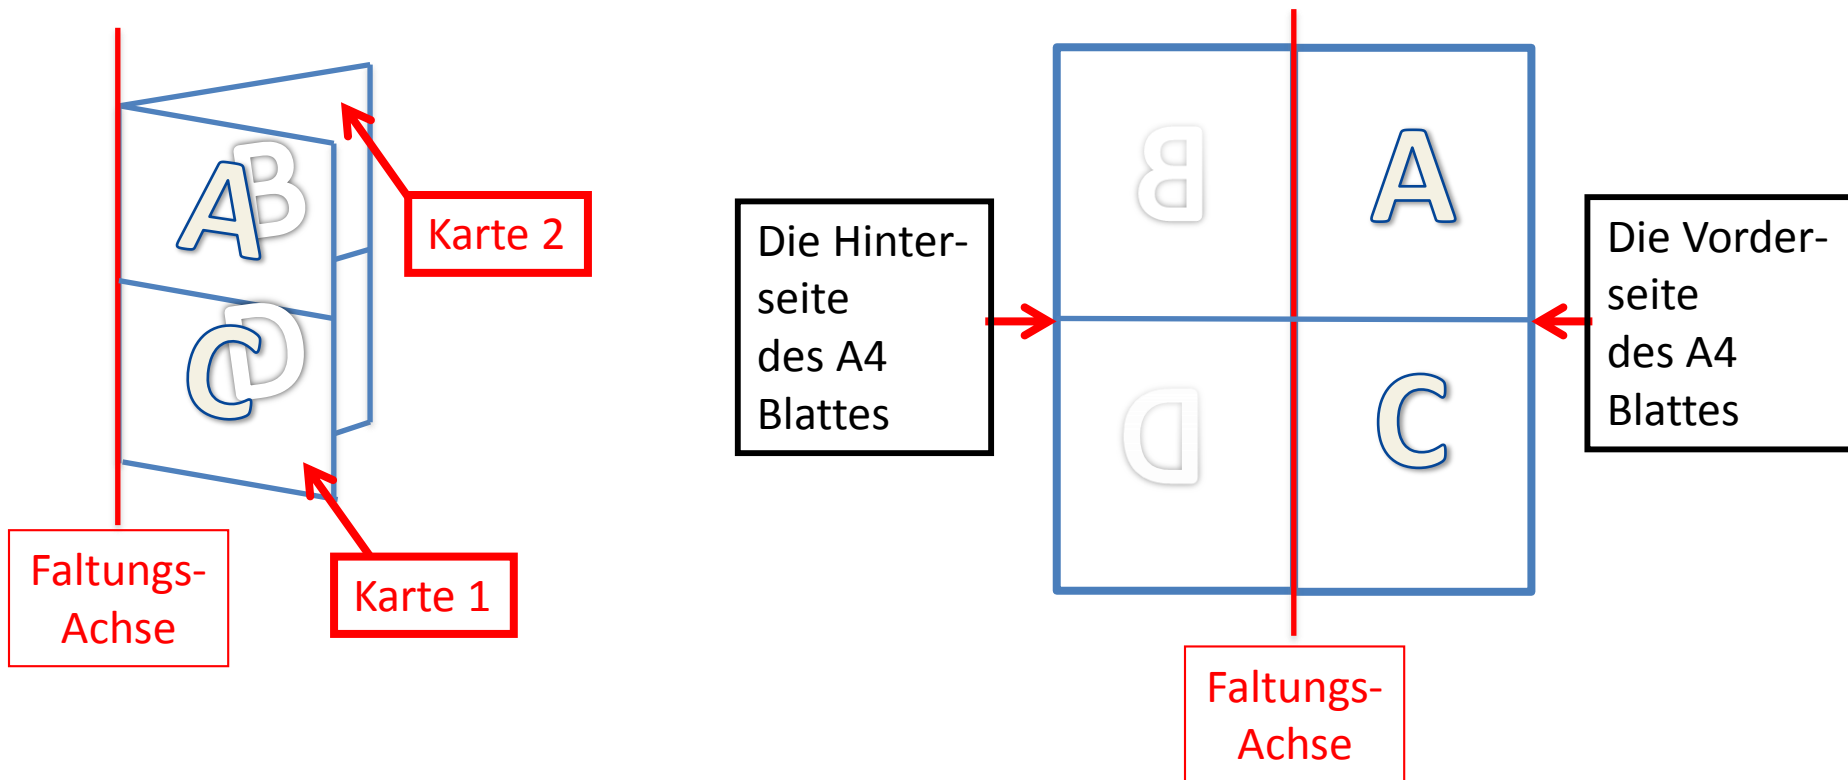 A
B
C
D
Karte 2
Karte 1
Faltungs-
Achse
B
A
D
C
Die Hinter-
seite
des A4
Blattes
Die Vorder-
seite
des A4
Blattes
Faltungs-
Achse